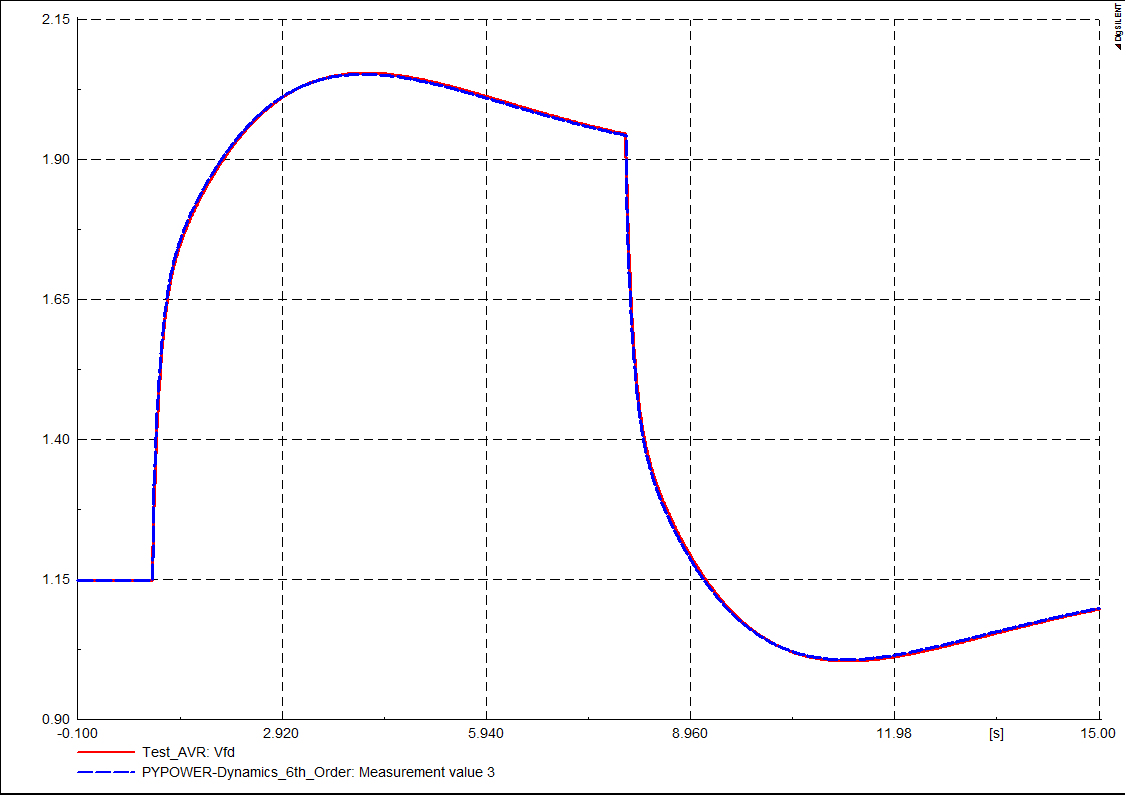 DIgSILENT
2.15
1.90
1.65
1.40
1.15
0.90
-0.100 2.920 5.940 8.960 11.98 [s] 15.00
Test_AVR: Vfd
PYPOWER-Dynamics_6th_Order: Measurement value 3